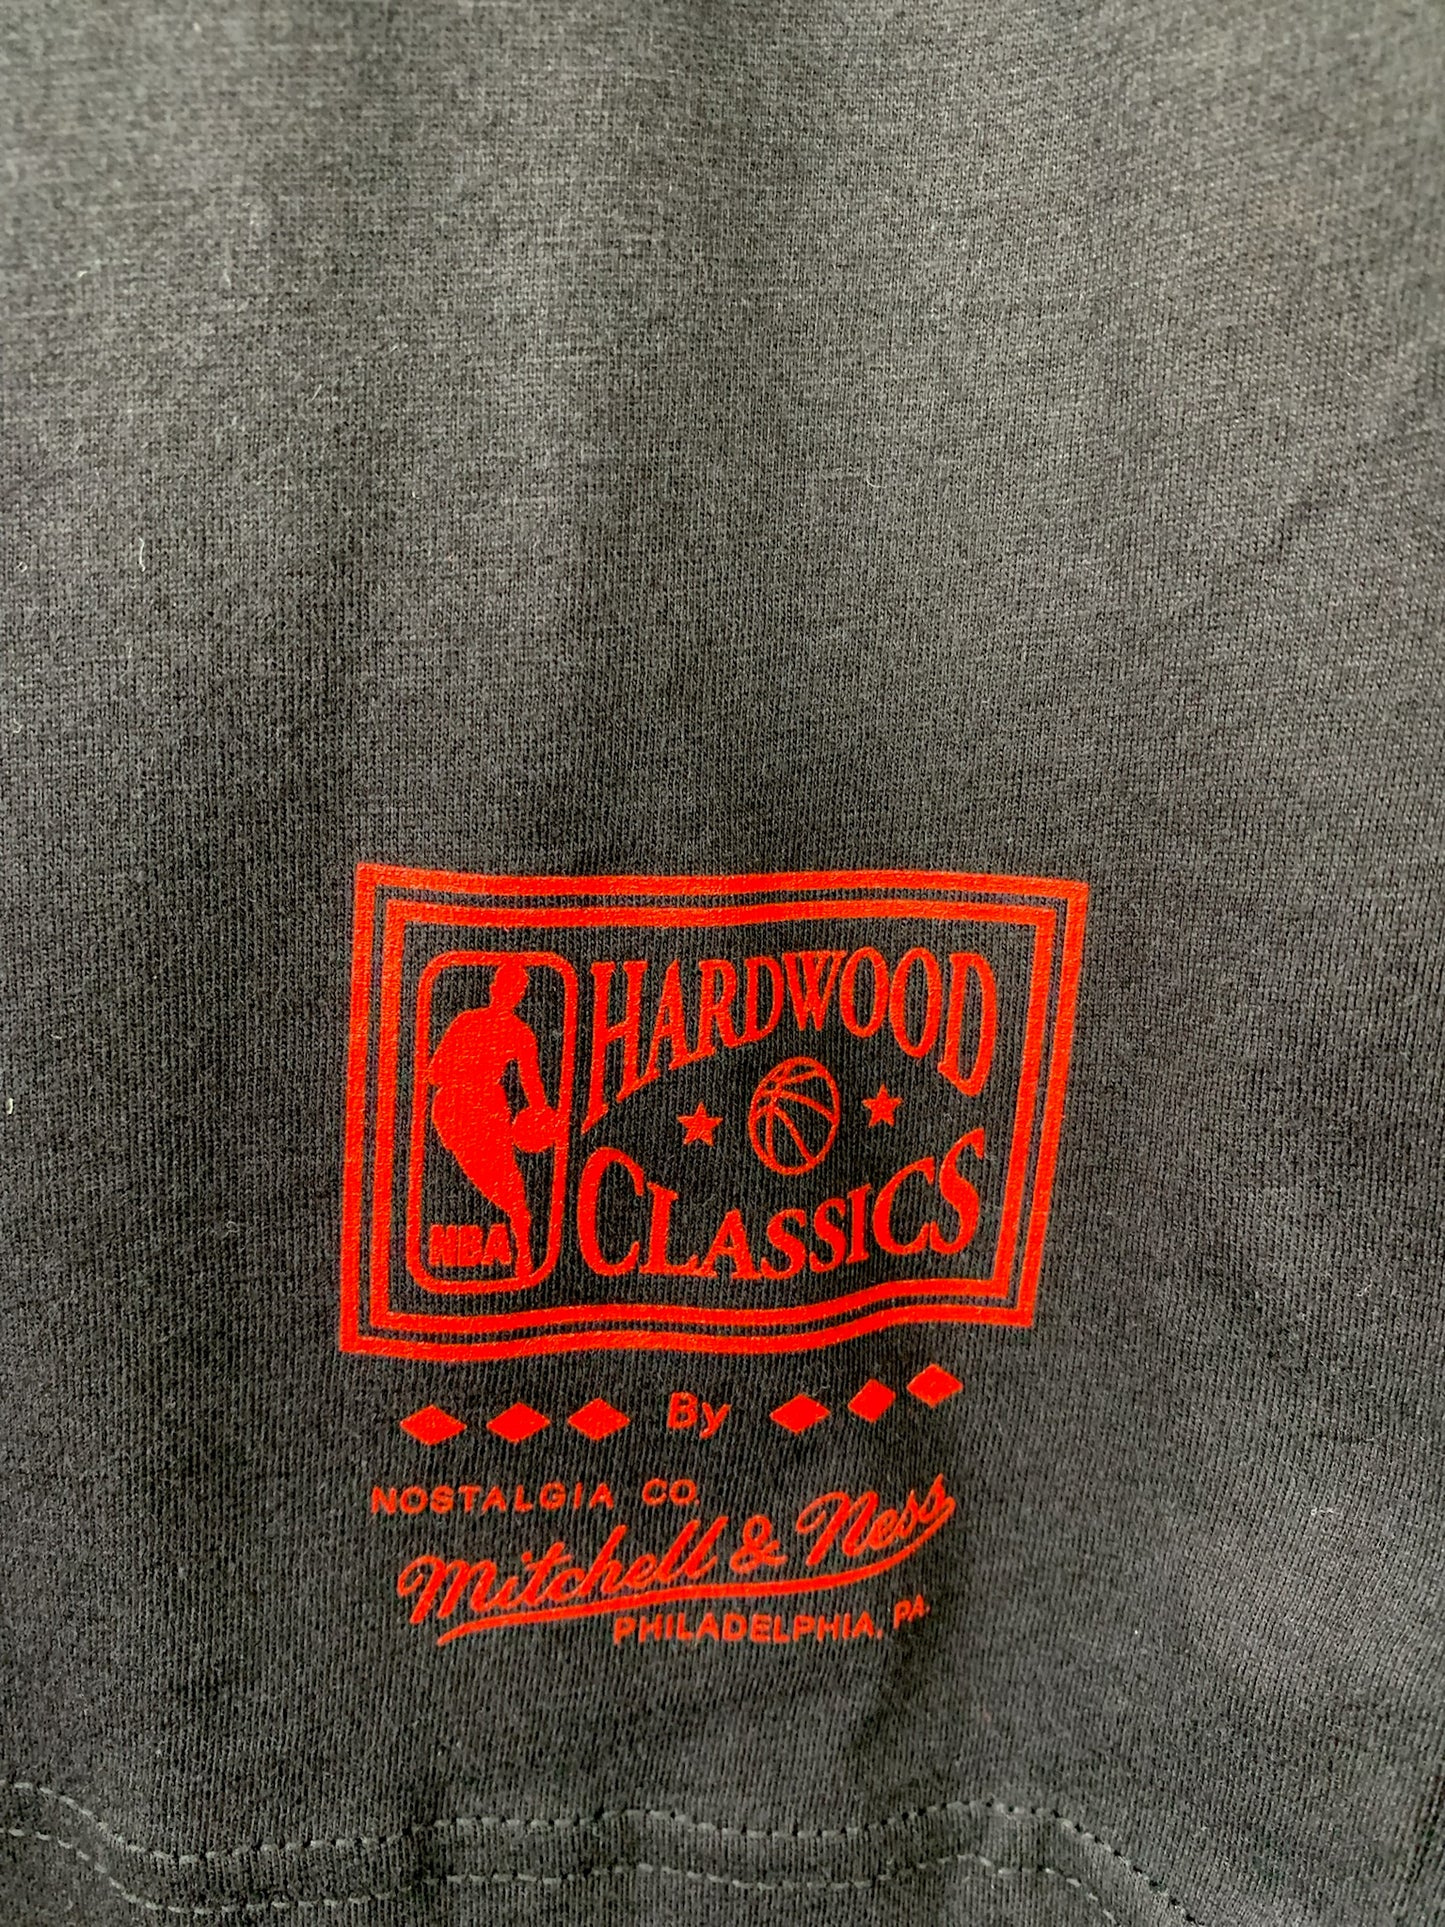 HARDWOOD
CLASSICS
NBA
By
NOSTALGIA CO.
Mitchell & Ness
PHILADELPHIA, PA.